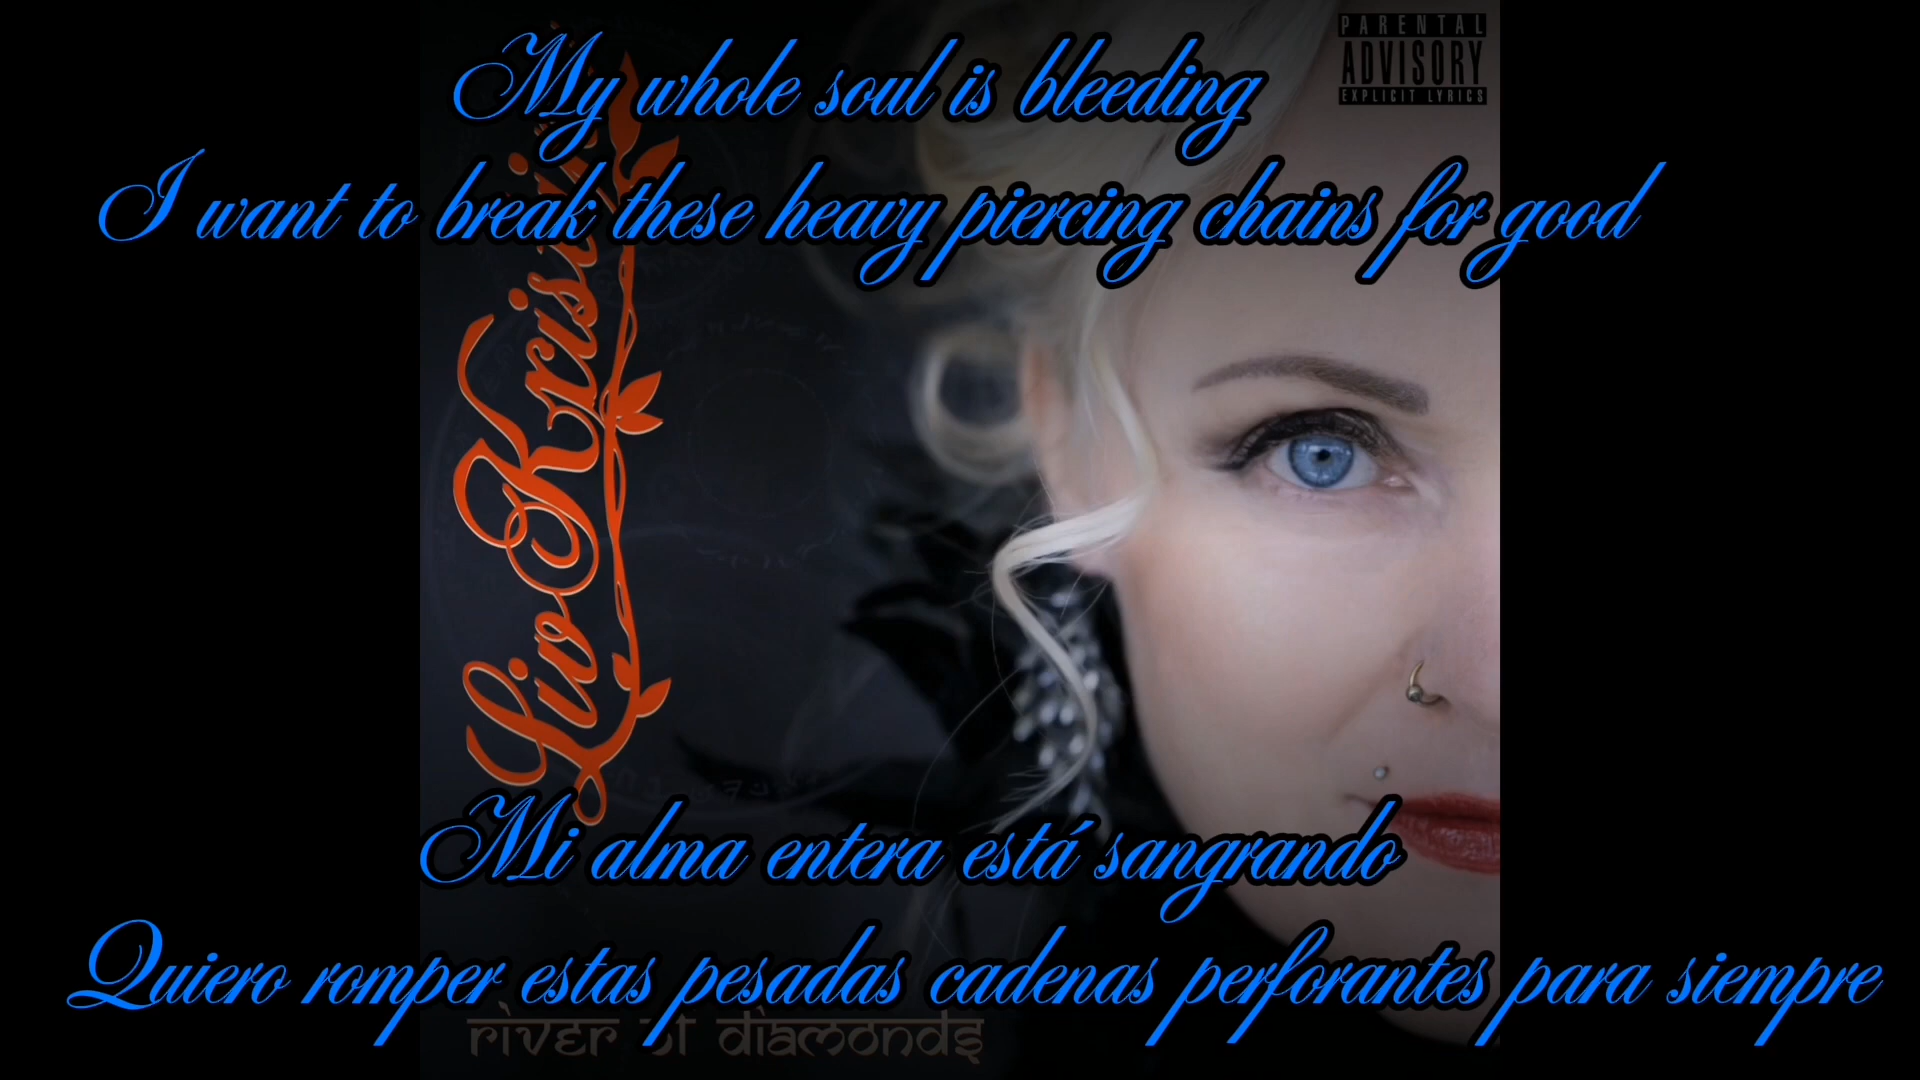 PARENTAL
ADVISORY
EXPLICIT LYRICS
My whole soul is bleeding
I want to break these heavy piercing chains for good
Liv Kristine
Mi alma entera está sangrando
Quiero romper estas pesadas cadenas perforantes para siempre
river of diamonds